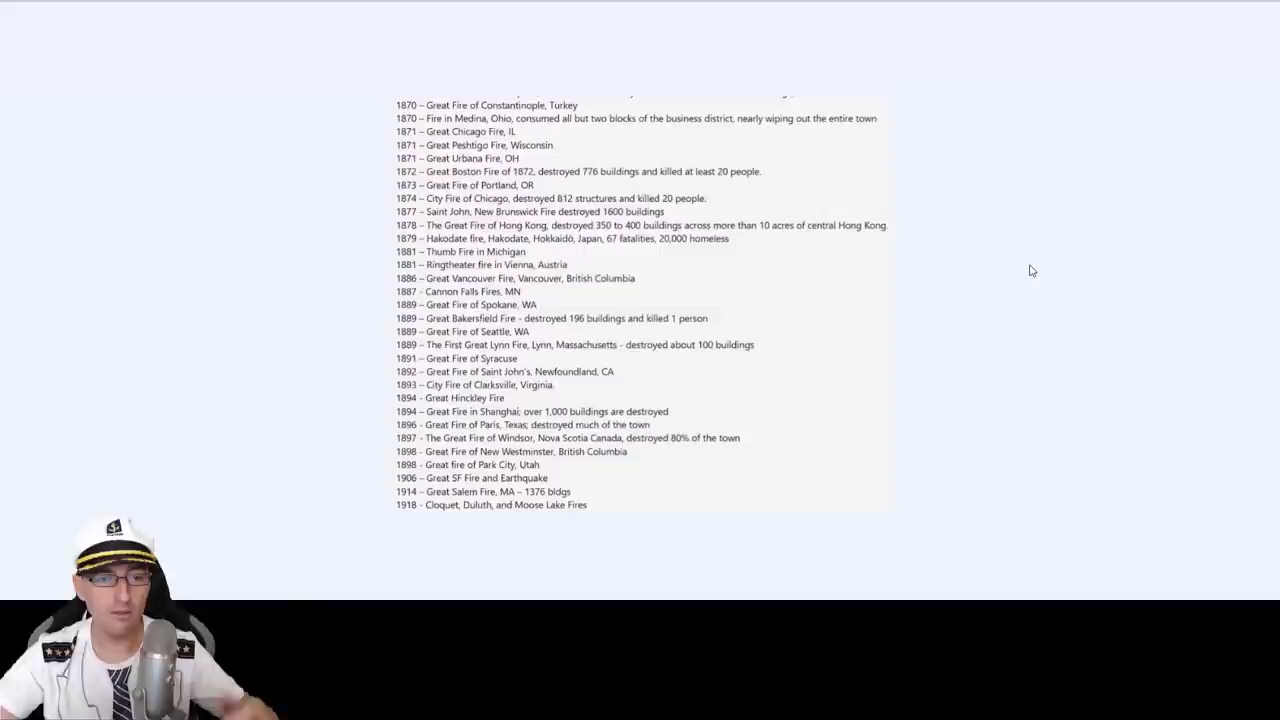 1870 – Great Fire of Constantinople, Turkey
1870 – Fire in Medina, Ohio, consumed all but two blocks of the business district, nearly wiping out the entire town
1871 – Great Chicago Fire, IL
1871 – Great Peshtigo Fire, Wisconsin
1871 – Great Urbana Fire, OH
1872 – Great Boston Fire of 1872, destroyed 776 buildings and killed at least 20 people.
1873 – Great Fire of Portland, OR
1874 – City Fire of Chicago, destroyed 812 structures and killed 20 people.
1877 – Saint John, New Brunswick Fire destroyed 1600 buildings
1878 – The Great Fire of Hong Kong, destroyed 350 to 400 buildings across more than 10 acres of central Hong Kong.
1879 – Hakodate fire, Hakodate, Hokkaidō, Japan, 67 fatalities, 20,000 homeless
1881 – Thumb Fire in Michigan
1881 – Ringtheater fire in Vienna, Austria
1886 – Great Vancouver Fire, Vancouver, British Columbia
1887 - Cannon Falls Fires, MN
1889 – Great Fire of Spokane, WA
1889 – Great Bakersfield Fire - destroyed 196 buildings and killed 1 person
1889 – Great Fire of Seattle, WA
1889 – The First Great Lynn Fire, Lynn, Massachusetts - destroyed about 100 buildings
1891 – Great Fire of Syracuse
1892 – Great Fire of Saint John's, Newfoundland, CA
1893 – City Fire of Clarksville, Virginia.
1894 - Great Hinckley Fire
1894 – Great Fire in Shanghai; over 1,000 buildings are destroyed
1896 – Great Fire of Paris, Texas; destroyed much of the town
1897 - The Great Fire of Windsor, Nova Scotia Canada, destroyed 80% of the town
1898 - Great Fire of New Westminster, British Columbia
1898 - Great fire of Park City, Utah
1906 – Great SF Fire and Earthquake
1914 – Great Salem Fire, MA – 1376 bldgs
1918 - Cloquet, Duluth, and Moose Lake Fires